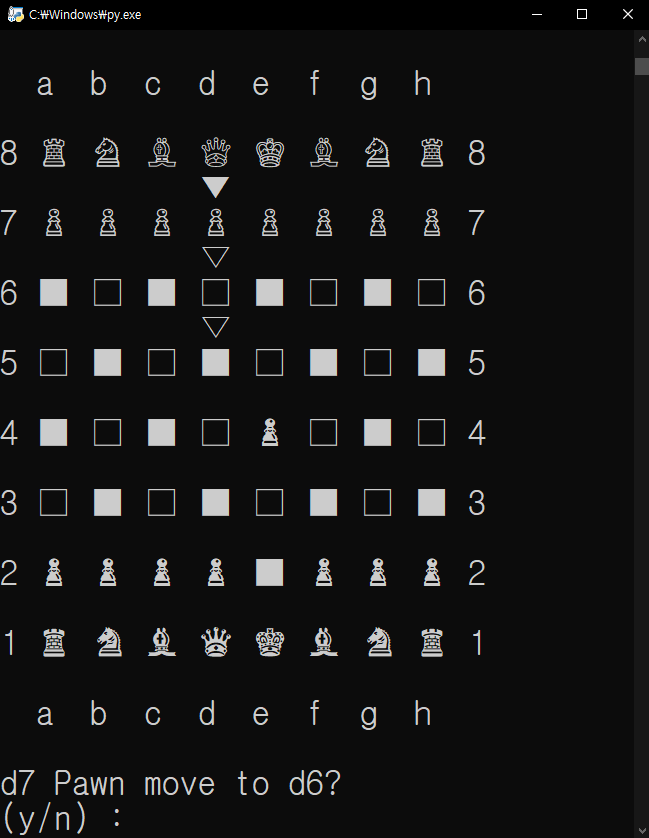 C:₩Windows₩py.exe
a b c d e f g h
8 ♖ ♘ ♗ ♕ ♔ ♗ ♘ ♖ 8
▼
7 ♙ ♙ ♙ ♙ ♙ ♙ ♙ ♙ 7
▽
6 ■ □ ■ □ ■ □ ■ □ 6
▽
5 □ ■ □ ■ □ ■ □ ■ 5
4 ■ □ ■ □ ♟ □ ■ □ 4
3 □ ■ □ ■ □ ■ □ ■ 3
2 ♟ ♟ ♟ ♟ ■ ♟ ♟ ♟ 2
1 ♜ ♞ ♝ ♛ ♚ ♝ ♞ ♜ 1
a b c d e f g h
d7 Pawn move to d6?
(y/n) :